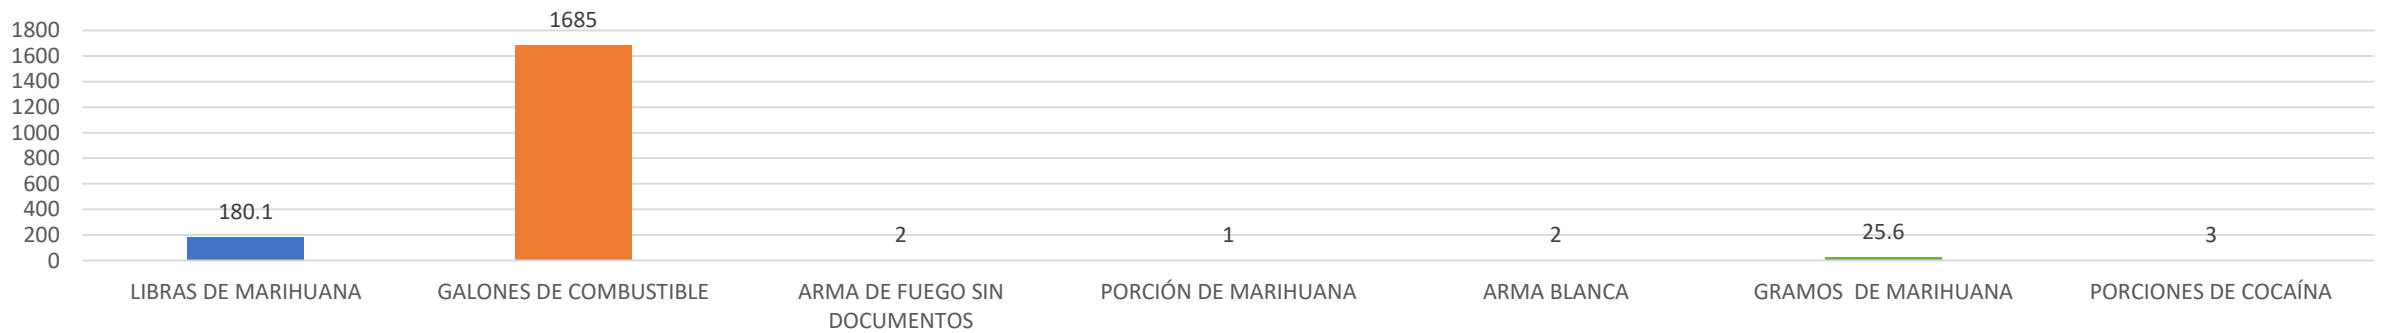 1685
1800
1600
1400
1200
1000
800
600
400
200
0
180.1
2
1
2
25.6
3
LIBRAS DE MARIHUANA
GALONES DE COMBUSTIBLE
ARMA DE FUEGO SIN
DOCUMENTOS
PORCIÓN DE MARIHUANA
ARMA BLANCA
GRAMOS  DE MARIHUANA
PORCIONES DE COCAÍNA